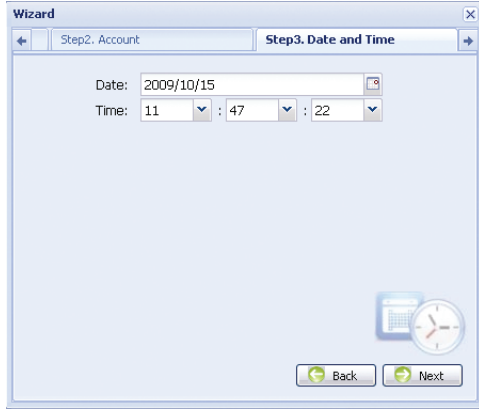 Wizard
Step2. Account Step3. Date and Time
Date: 2009/10/15
Time: 11 : 47 : 22
Back Next